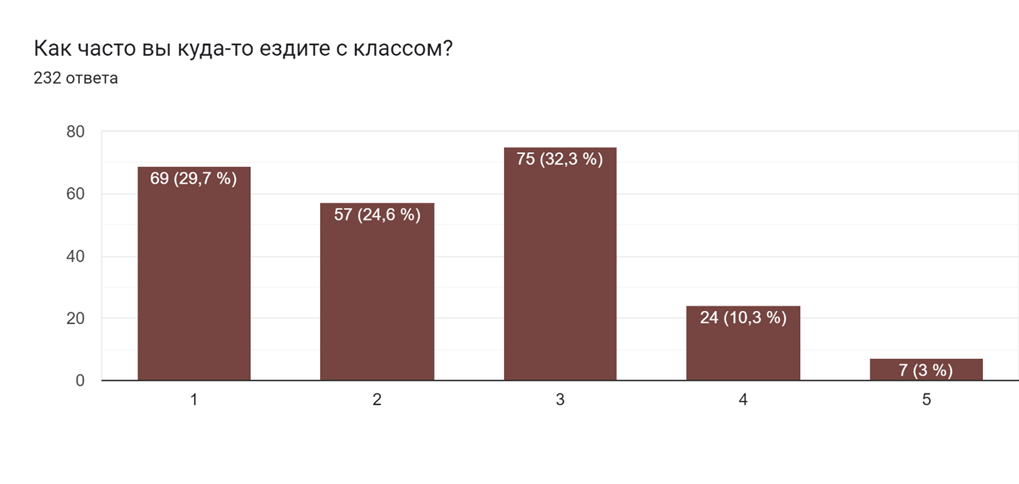 Как часто вы куда-то ездите с классом?
232 ответа
80
60
40
20
0
69 (29,7 %)
57 (24,6 %)
75 (32,3 %)
24 (10,3 %)
7 (3 %)
1 2 3 4 5